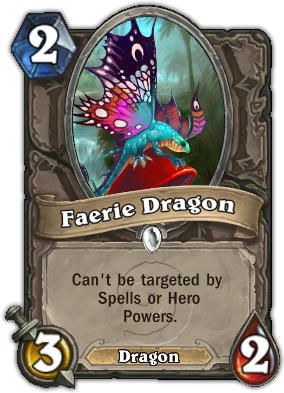 2
Faerie Dragon
Can't be targeted by
Spells or Hero
Powers.
3
Dragon
2